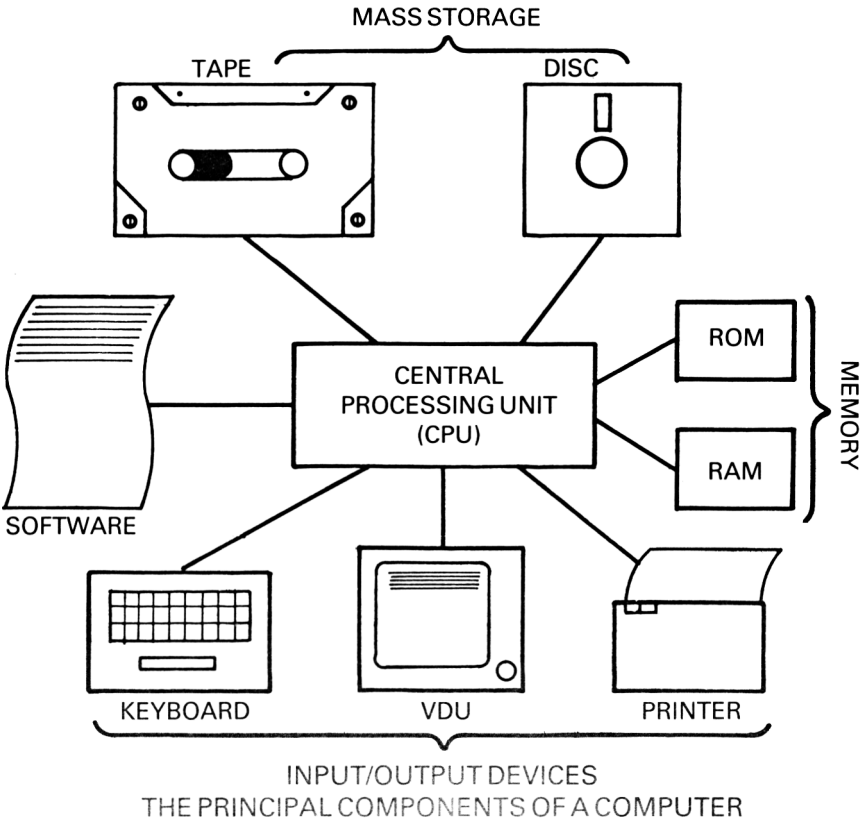 MASS STORAGE
TAPE
DISC
CENTRAL
PROCESSING UNIT
(CPU)
ROM
RAM
MEMORY
SOFTWARE
KEYBOARD
VDU
PRINTER
INPUT/OUTPUT DEVICES
THE PRINCIPAL COMPONENTS OF A COMPUTER